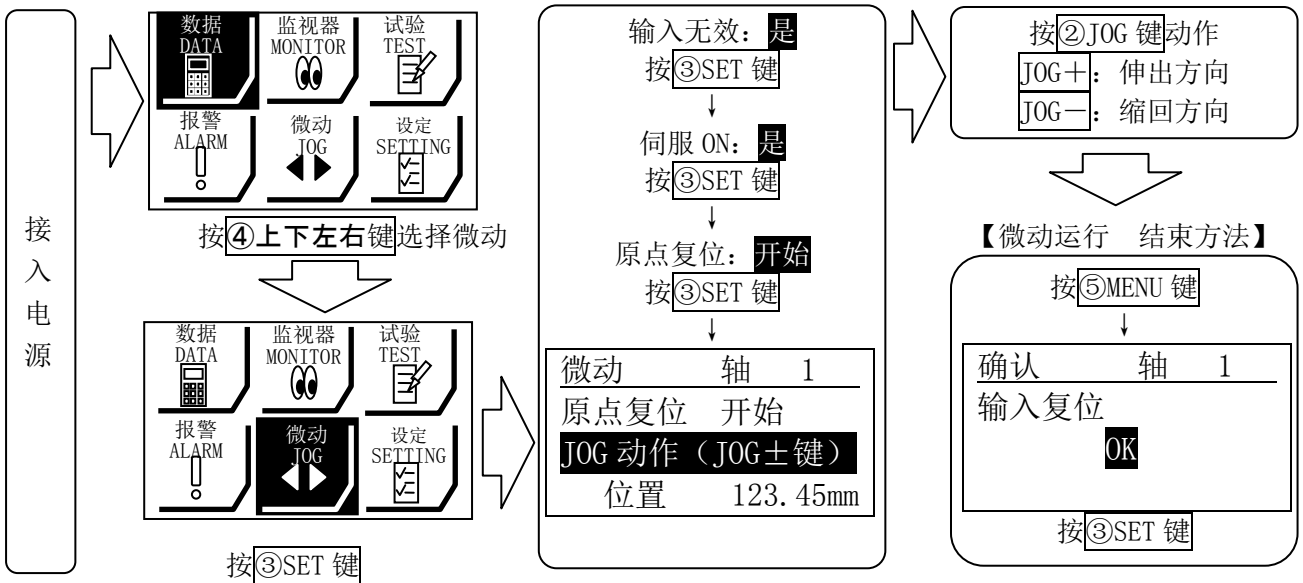 接
入
电
源
数据
DATA
监视器
MONITOR
试验
TEST
报警
ALARM
微动
JOG
设定
SETTING
按④上下左右键选择微动
数据
DATA
监视器
MONITOR
试验
TEST
报警
ALARM
微动
JOG
设定
SETTING
按③SET 键
输入无效：是
按③SET 键
↓
伺服 ON：是
按③SET 键
↓
原点复位：开始
按③SET 键
↓
微动 轴 1
原点复位 开始
JOG 动作（JOG±键）
位置 123.45mm
按②JOG 键动作
JOG＋：伸出方向
JOG－：缩回方向
【微动运行 结束方法】
按⑤MENU 键
↓
确认 轴 1
输入复位
OK
按③SET 键